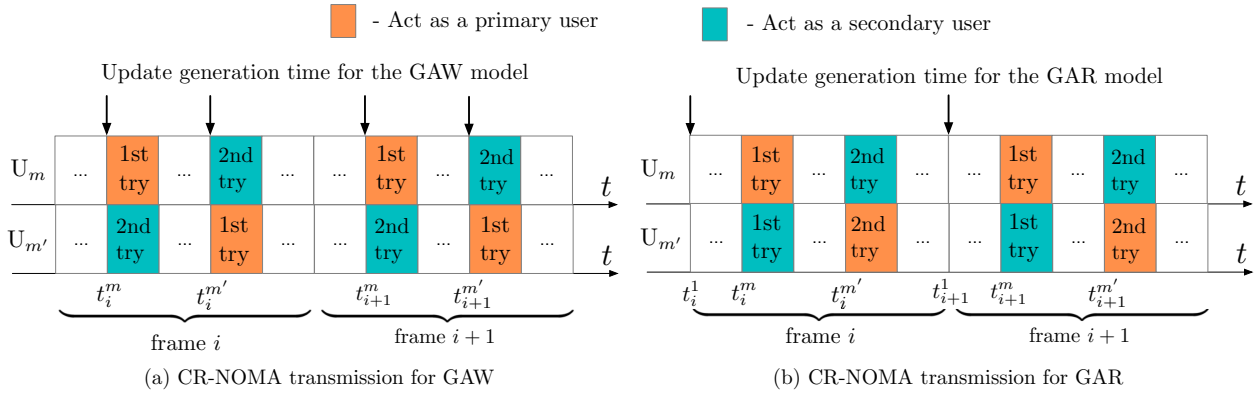 - Act as a primary user
- Act as a secondary user
Update generation time for the GAW model
U_m ... 1st try ... 2nd try ... ... 1st try ... 2nd try ... t
U_{m'} ... 2nd try ... 1st try ... ... 2nd try ... 1st try ... t
t_i^m t_i^{m'} t_{i+1}^m t_{i+1}^{m'}
frame i frame i + 1
(a) CR-NOMA transmission for GAW
Update generation time for the GAR model
U_m ... 1st try ... 2nd try ... ... 1st try ... 2nd try ... t
U_{m'} ... 1st try ... 2nd try ... ... 1st try ... 2nd try ... t
t_i^1 t_i^m t_i^{m'} t_{i+1}^1 t_{i+1}^m t_{i+1}^{m'}
frame i frame i + 1
(b) CR-NOMA transmission for GAR